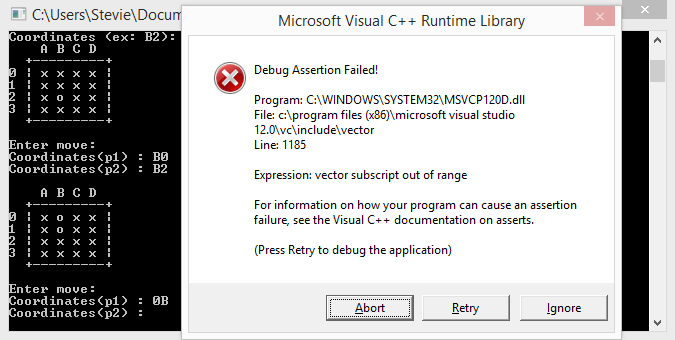 C:\Users\Stevie\Docum
Coordinates (ex: B2):
A B C D
+---------+
0 | x x x x |
1 | x x x x |
2 | x o x x |
3 | x x x x |
+---------+
Enter move:
Coordinates(p1) : B0
Coordinates(p2) : B2
A B C D
+---------+
0 | x o x x |
1 | x o x x |
2 | x x x x |
3 | x x x x |
+---------+
Enter move:
Coordinates(p1) : 0B
Coordinates(p2) :
Microsoft Visual C++ Runtime Library
Debug Assertion Failed!
Program: C:\WINDOWS\SYSTEM32\MSVCP120D.dll
File: c:\program files (x86)\microsoft visual studio
12.0\vc\include\vector
Line: 1185
Expression: vector subscript out of range
For information on how your program can cause an assertion
failure, see the Visual C++ documentation on asserts.
(Press Retry to debug the application)
Abort
Retry
Ignore